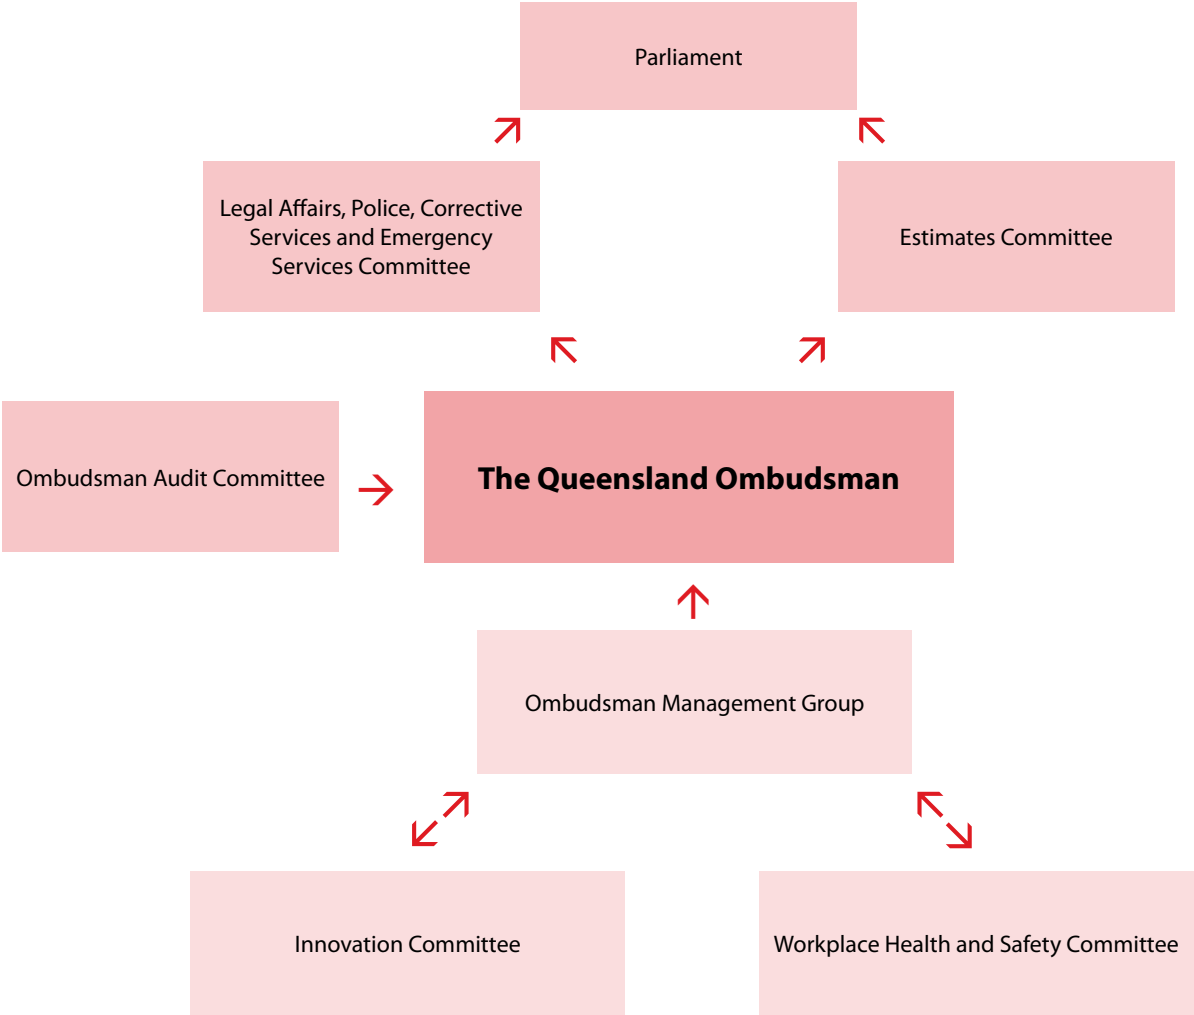 Parliament
Legal Affairs, Police, Corrective
Services and Emergency
Services Committee
Estimates Committee
Ombudsman Audit Committee
The Queensland Ombudsman
Ombudsman Management Group
Innovation Committee
Workplace Health and Safety Committee